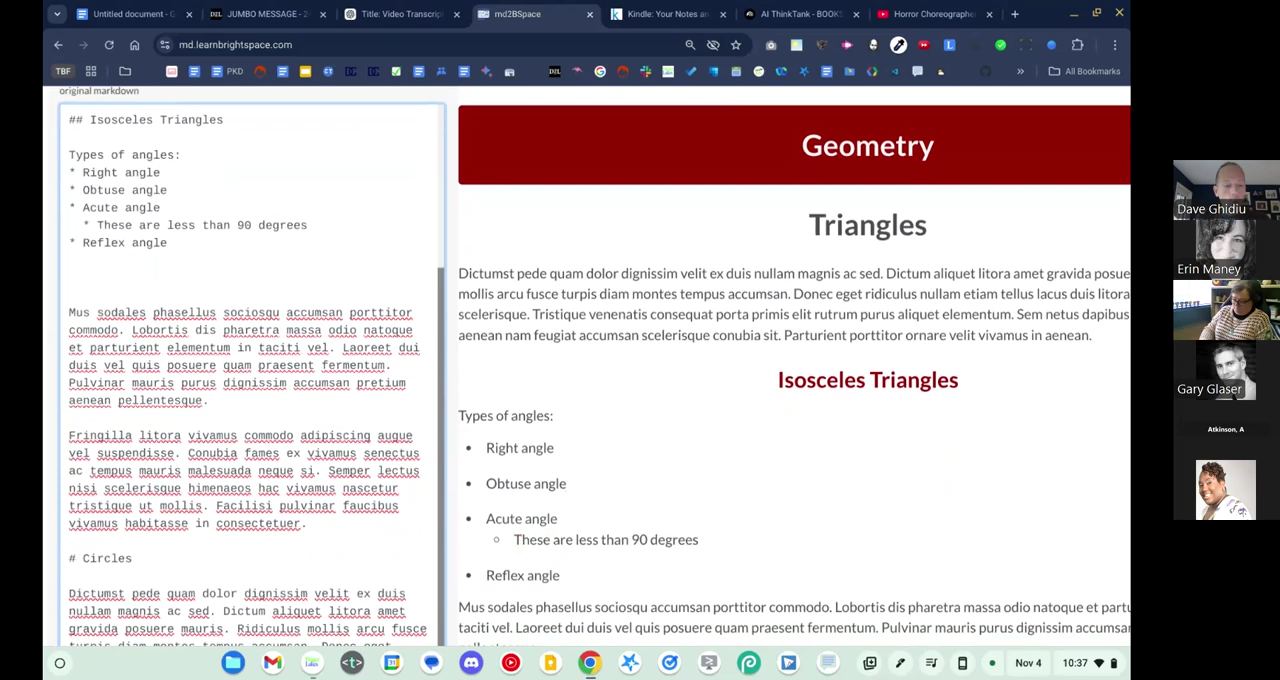 Untitled document - G
JUMBO MESSAGE - 2
Title: Video Transcrip
md2BSpace
Kindle: Your Notes an
AI ThinkTank - BOOKS
Horror Choreographe
md.learnbrightspace.com
TBF
PKD
All Bookmarks
original markdown
## Isosceles Triangles
Types of angles:
* Right angle
* Obtuse angle
* Acute angle
* These are less than 90 degrees
* Reflex angle
Mus sodales phasellus sociosqu accumsan porttitor
commodo. Lobortis dis pharetra massa odio natoque
et parturient elementum in taciti vel. Laoreet dui
duis vel quis posuere quam praesent fermentum.
Pulvinar mauris purus dignissim accumsan pretium
aenean pellentesque.
Fringilla litora vivamus commodo adipiscing augue
vel suspendisse. Conubia fames ex vivamus senectus
ac tempus mauris malesuada neque si. Semper lectus
nisi scelerisque himenaeos hac vivamus nascetur
tristique ut mollis. Facilisi pulvinar faucibus
vivamus habitasse in consectetuer.
# Circles
Dictumst pede quam dolor dignissim velit ex duis
nullam magnis ac sed. Dictum aliquet litora amet
gravida posuere mauris. Ridiculus mollis arcu fusce
Geometry
Triangles
Dictumst pede quam dolor dignissim velit ex duis nullam magnis ac sed. Dictum aliquet litora amet gravida posue
mollis arcu fusce turpis diam montes tempus accumsan. Donec eget ridiculus nullam etiam tellus lacus duis litora
scelerisque. Tristique venenatis consequat porta primis elit rutrum purus aliquet elementum. Sem netus dapibus
aenean nam feugiat accumsan scelerisque conubia sit. Parturient porttitor ornare velit vivamus in aenean.
Isosceles Triangles
Types of angles:
• Right angle
• Obtuse angle
• Acute angle
◦ These are less than 90 degrees
• Reflex angle
Mus sodales phasellus sociosqu accumsan porttitor commodo. Lobortis dis pharetra massa odio natoque et partu
taciti vel. Laoreet dui duis vel quis posuere quam praesent fermentum. Pulvinar mauris purus dignissim accumsan
Dave Ghidiu
Erin Maney
Gary Glaser
Atkinson, A
Nov 4
10:37